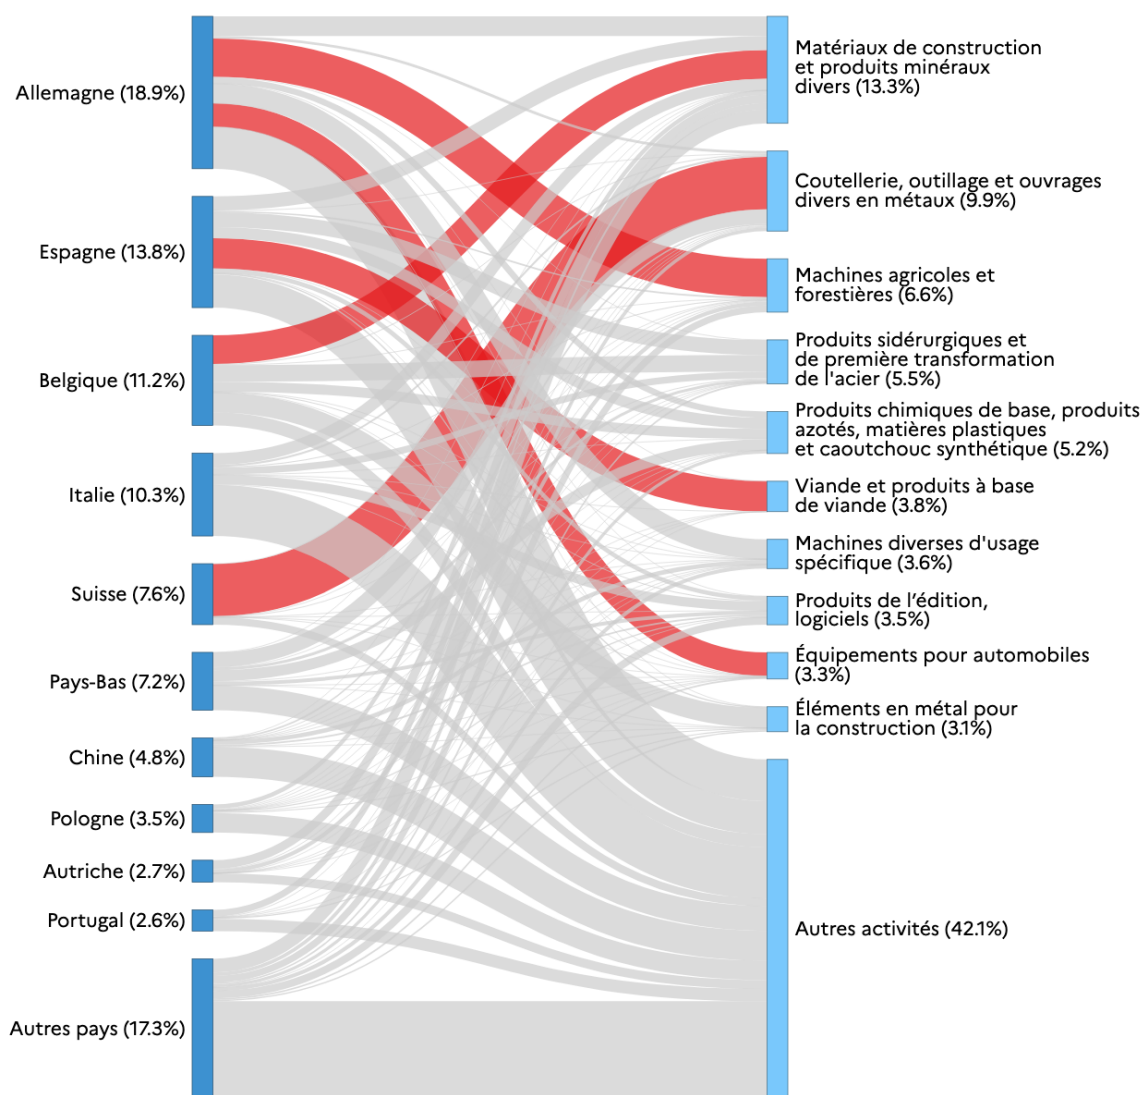 Allemagne (18.9%)
Espagne (13.8%)
Belgique (11.2%)
Italie (10.3%)
Suisse (7.6%)
Pays-Bas (7.2%)
Chine (4.8%)
Pologne (3.5%)
Autriche (2.7%)
Portugal (2.6%)
Autres pays (17.3%)
Matériaux de construction
et produits minéraux
divers (13.3%)
Coutellerie, outillage et ouvrages
divers en métaux (9.9%)
Machines agricoles et
forestières (6.6%)
Produits sidérurgiques et
de première transformation
de l'acier (5.5%)
Produits chimiques de base, produits
azotés, matières plastiques
et caoutchouc synthétique (5.2%)
Viande et produits à base
de viande (3.8%)
Machines diverses d'usage
spécifique (3.6%)
Produits de l’édition,
logiciels (3.5%)
Équipements pour automobiles
(3.3%)
Éléments en métal pour
la construction (3.1%)
Autres activités (42.1%)